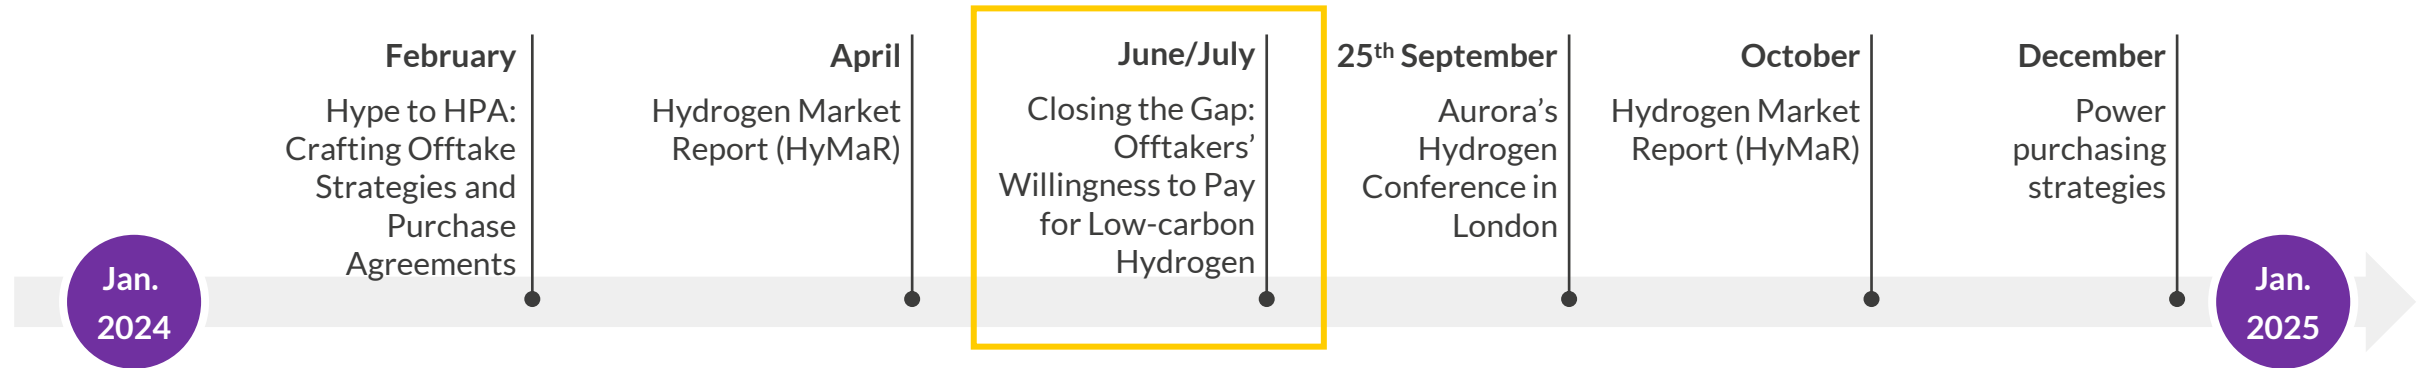 Jan.
2024
February
Hype to HPA:
Crafting Offtake
Strategies and
Purchase
Agreements
April
Hydrogen Market
Report (HyMaR)
June/July
Closing the Gap:
Offtakers’
Willingness to Pay
for Low-carbon
Hydrogen
25th September
Aurora’s
Hydrogen
Conference in
London
October
Hydrogen Market
Report (HyMaR)
December
Power
purchasing
strategies
Jan.
2025